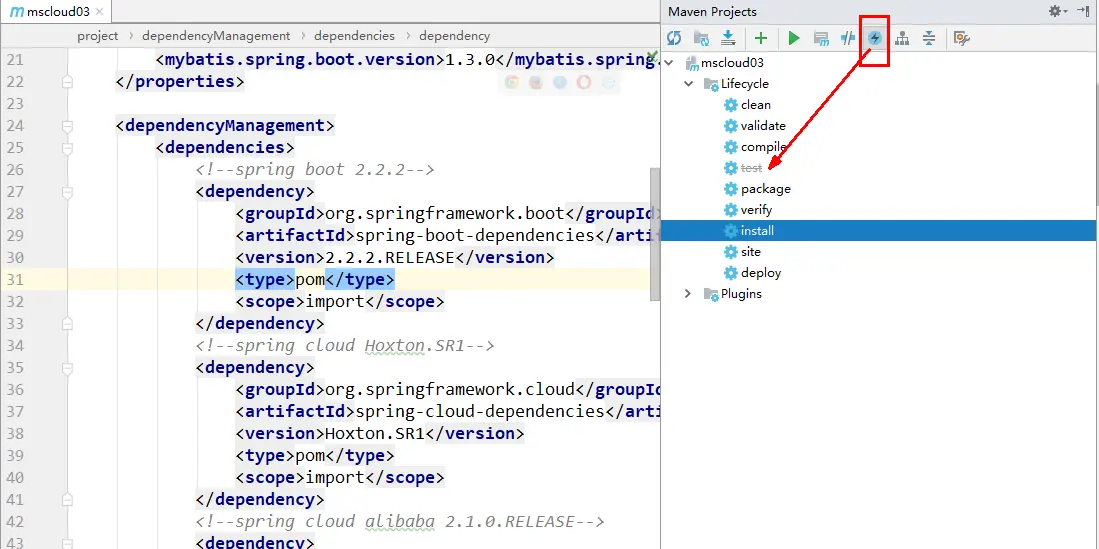 mscloud03
project dependencyManagement dependencies dependency
21 <mybatis.spring.boot.version>1.3.0</mybatis.spring.
22 </properties>
23
24 <dependencyManagement>
25 <dependencies>
26 <!--spring boot 2.2.2-->
27 <dependency>
28 <groupId>org.springframework.boot</groupId>
29 <artifactId>spring-boot-dependencies</arti
30 <version>2.2.2.RELEASE</version>
31 <type>pom</type>
32 <scope>import</scope>
33 </dependency>
34 <!--spring cloud Hoxton.SR1-->
35 <dependency>
36 <groupId>org.springframework.cloud</groupId
37 <artifactId>spring-cloud-dependencies</ar
38 <version>Hoxton.SR1</version>
39 <type>pom</type>
40 <scope>import</scope>
41 </dependency>
42 <!--spring cloud alibaba 2.1.0.RELEASE-->
43 <dependency>
Maven Projects
mscloud03
Lifecycle
clean
validate
compile
test
package
verify
install
site
deploy
Plugins